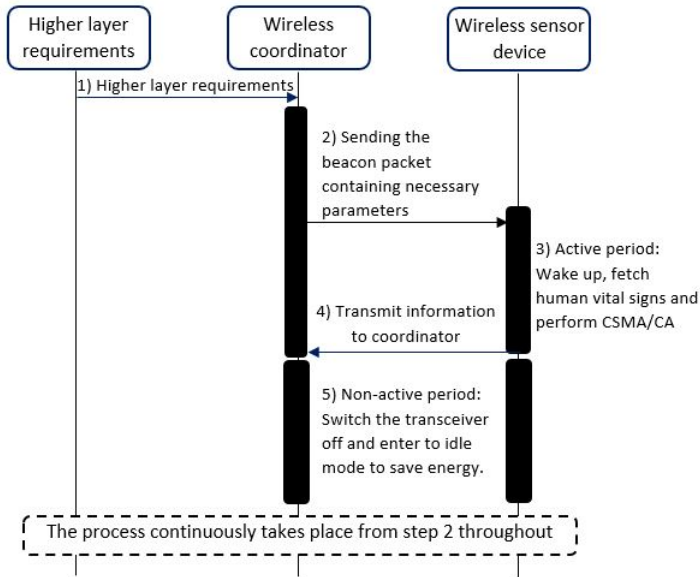 Higher layer
requirements
Wireless
coordinator
Wireless sensor
device
1) Higher layer requirements
2) Sending the
beacon packet
containing necessary
parameters
3) Active period:
Wake up, fetch
human vital signs and
perform CSMA/CA
4) Transmit information
to coordinator
5) Non-active period:
Switch the transceiver
off and enter to idle
mode to save energy.
The process continuously takes place from step 2 throughout